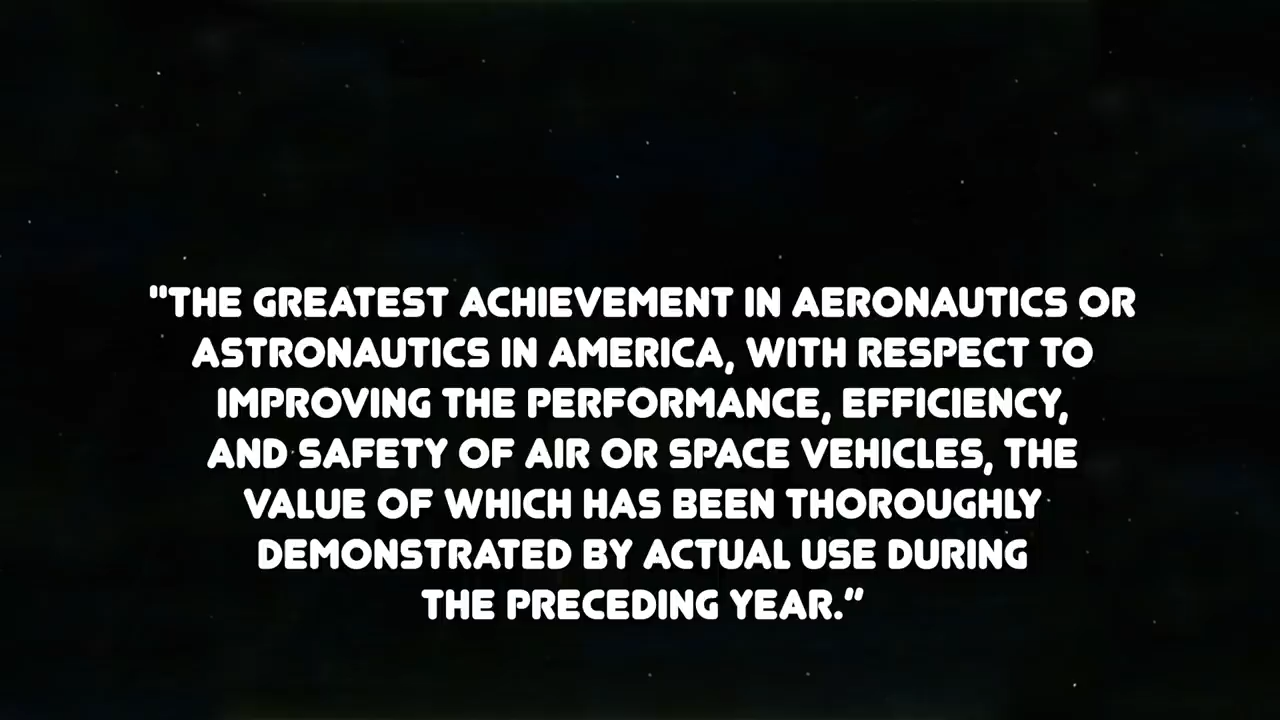 "THE GREATEST ACHIEVEMENT IN AERONAUTICS OR
ASTRONAUTICS IN AMERICA, WITH RESPECT TO
IMPROVING THE PERFORMANCE, EFFICIENCY,
AND SAFETY OF AIR OR SPACE VEHICLES, THE
VALUE OF WHICH HAS BEEN THOROUGHLY
DEMONSTRATED BY ACTUAL USE DURING
THE PRECEDING YEAR."